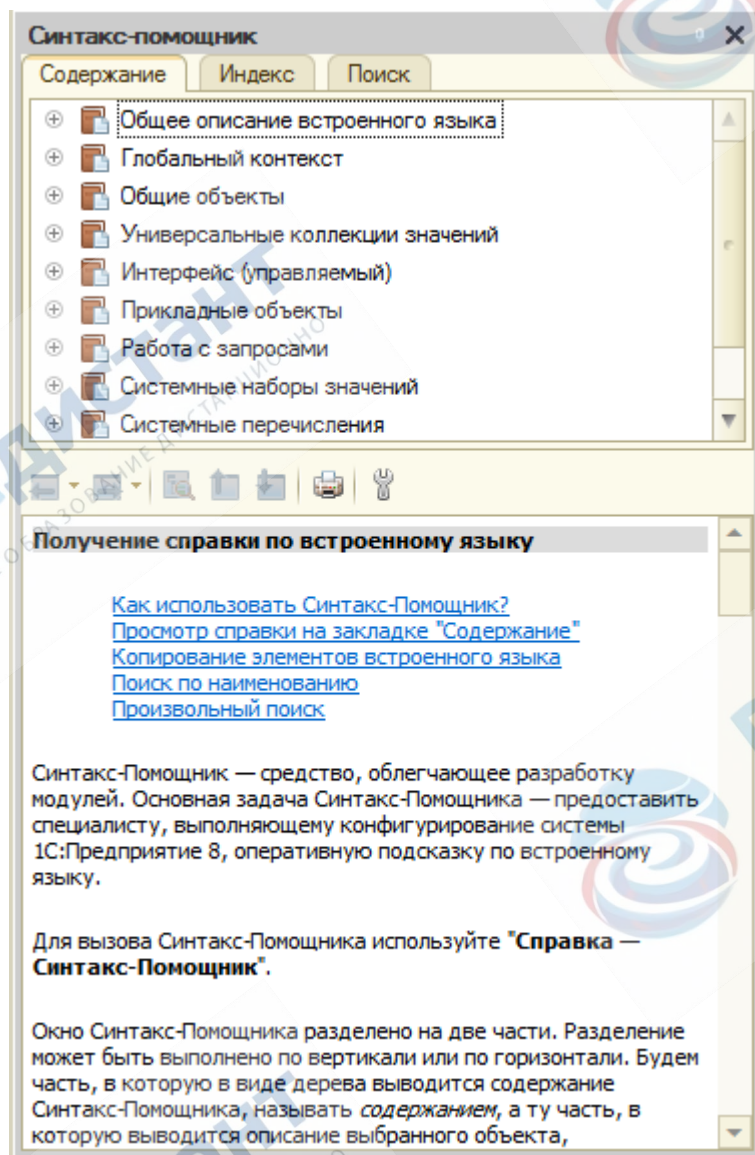 Синтакс-помощник
Содержание Индекс Поиск
Общее описание встроенного языка
Глобальный контекст
Общие объекты
Универсальные коллекции значений
Интерфейс (управляемый)
Прикладные объекты
Работа с запросами
Системные наборы значений
Системные перечисления
Получение справки по встроенному языку
Как использовать Синтакс-Помощник?
Просмотр справки на закладке "Содержание"
Копирование элементов встроенного языка
Поиск по наименованию
Произвольный поиск
Синтакс-Помощник — средство, облегчающее разработку
модулей. Основная задача Синтакс-Помощника — предоставить
специалисту, выполняющему конфигурирование системы
1С:Предприятие 8, оперативную подсказку по встроенному
языку.
Для вызова Синтакс-Помощника используйте "Справка —
Синтакс-Помощник".
Окно Синтакс-Помощника разделено на две части. Разделение
может быть выполнено по вертикали или по горизонтали. Будем
часть, в которую в виде дерева выводится содержание
Синтакс-Помощника, называть содержанием, а ту часть, в
которую выводится описание выбранного объекта,